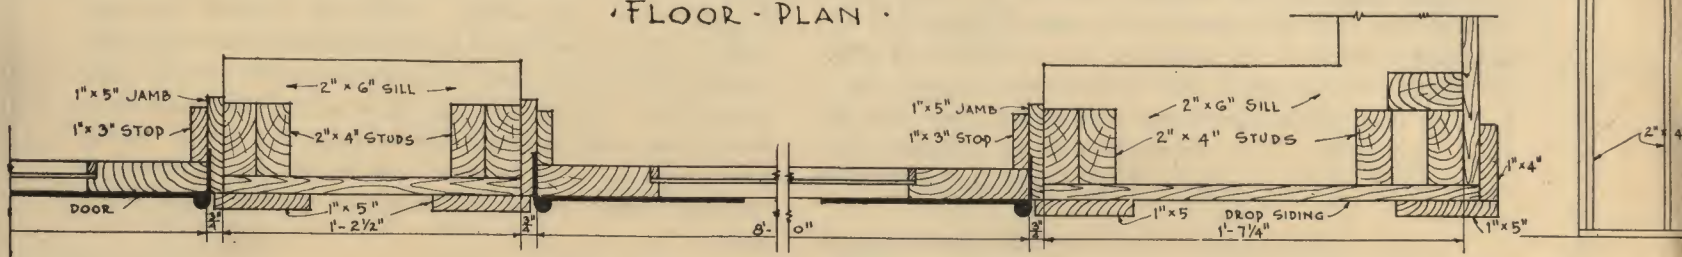 ·FLOOR - PLAN ·
2" x 6" SILL
1" x 5" JAMB
1" x 3" STOP
2" x 4" STUDS
DOOR
1" x 5"
3/4"
1'- 2 1/2"
3/4"
8'- 0"
1" x 5" JAMB
1" x 3" STOP
2" x 6" SILL
2" x 4" STUDS
1" x 4"
1" x 5
DROP SIDING
1" x 5"
3/4"
1'- 7 1/4"
2" x 4